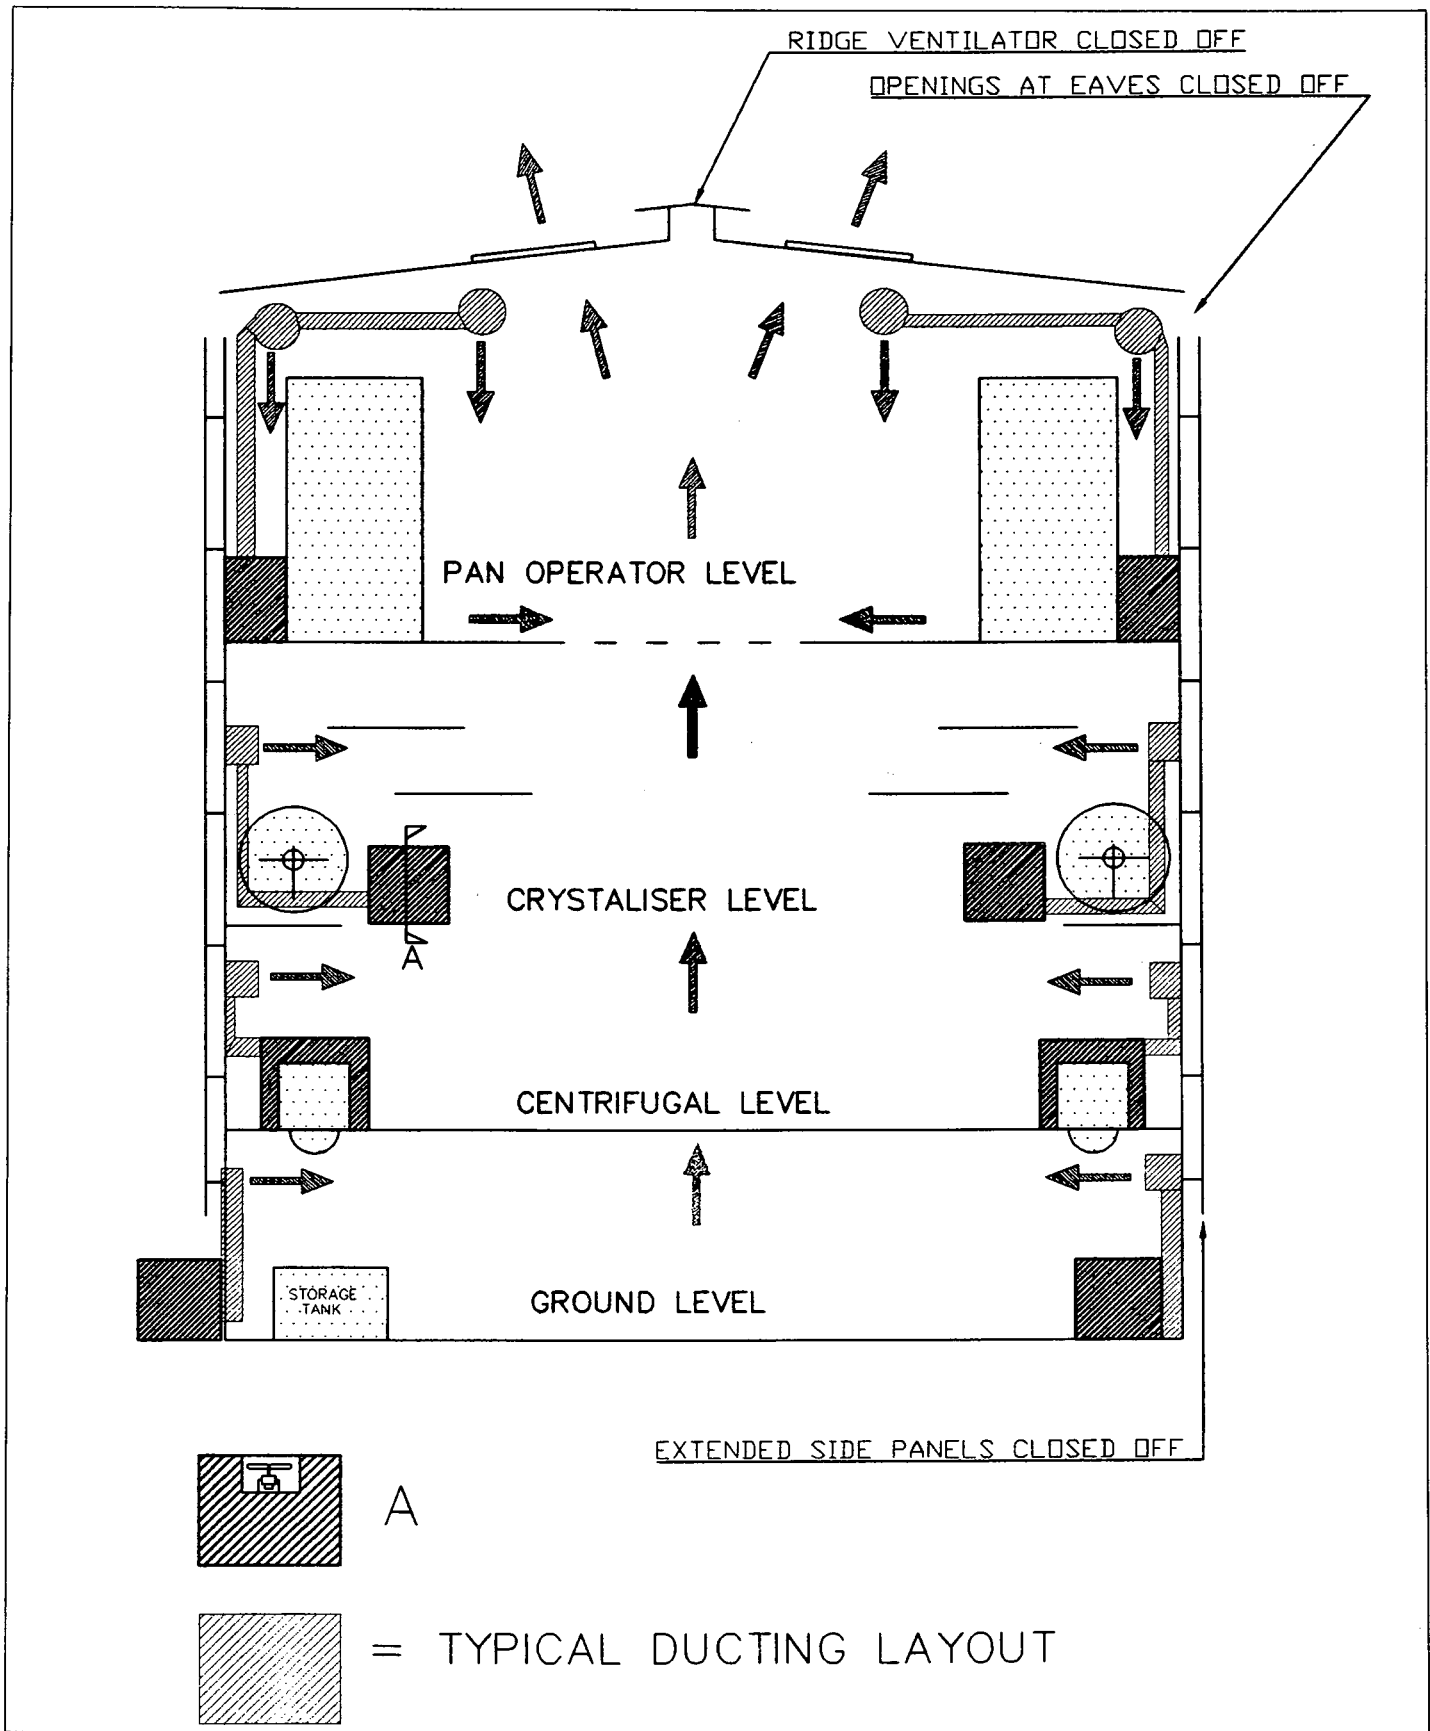 RIDGE VENTILATOR CLOSED OFF
OPENINGS AT EAVES CLOSED OFF
PAN OPERATOR LEVEL
CRYSTALISER LEVEL
A
CENTRIFUGAL LEVEL
STORAGE
TANK
GROUND LEVEL
EXTENDED SIDE PANELS CLOSED OFF
A
= TYPICAL DUCTING LAYOUT